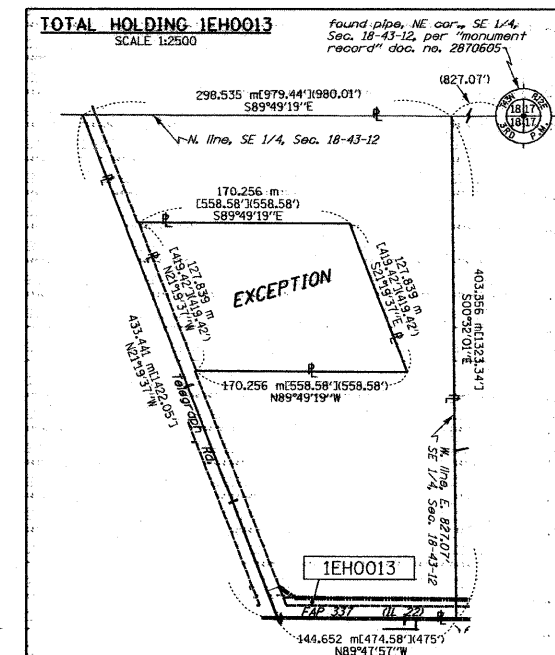 TOTAL HOLDING 1EH0013
SCALE 1:2500
found pipe, NE cor., SE 1/4,
Sec. 18-43-12, per "monument
record" doc. no. 2870605
(827.07')
298.535 m[979.44'](980.01')
S89°49'19"E
N. line, SE 1/4, Sec. 18-43-12
T43N
R12E
18 17
18 17
3RD
P.M.
170.256 m
[558.58'](558.58')
S89°49'19"E
127.839 m
[419.42'](419.42')
N21°19'37"W
EXCEPTION
127.839 m
[419.42'](419.42')
S21°19'37"E
403.356 m[1323.34']
S00°32'01"E
433.441 m[1422.05']
N21°19'37"W
Telegraph Rd.
170.256 m[558.58'](558.58')
N89°49'19"W
W. line, E. 827.07'
SE 1/4, Sec. 18-43-12
1EH0013
FAP 337 (IL 22)
144.652 m[474.58'](475')
N89°47'57"W